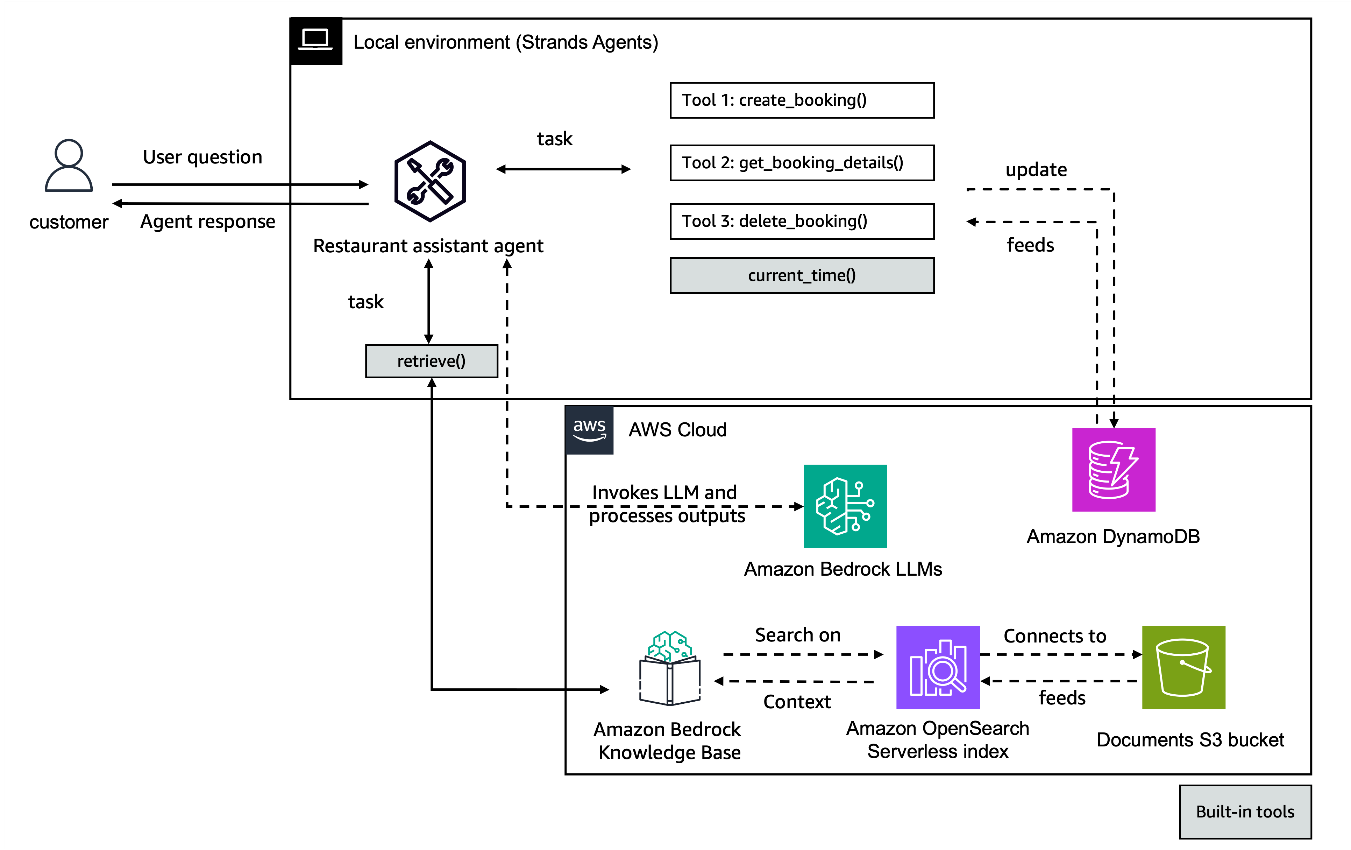 Local environment (Strands Agents)
Tool 1: create_booking()
task
User question
Tool 2: get_booking_details()
update
customer
Agent response
Tool 3: delete_booking()
feeds
Restaurant assistant agent
current_time()
task
retrieve()
aws
AWS Cloud
Invokes LLM and
processes outputs
Amazon DynamoDB
Amazon Bedrock LLMs
Search on
Connects to
Context
feeds
Amazon Bedrock
Knowledge Base
Amazon OpenSearch
Serverless index
Documents S3 bucket
Built-in tools